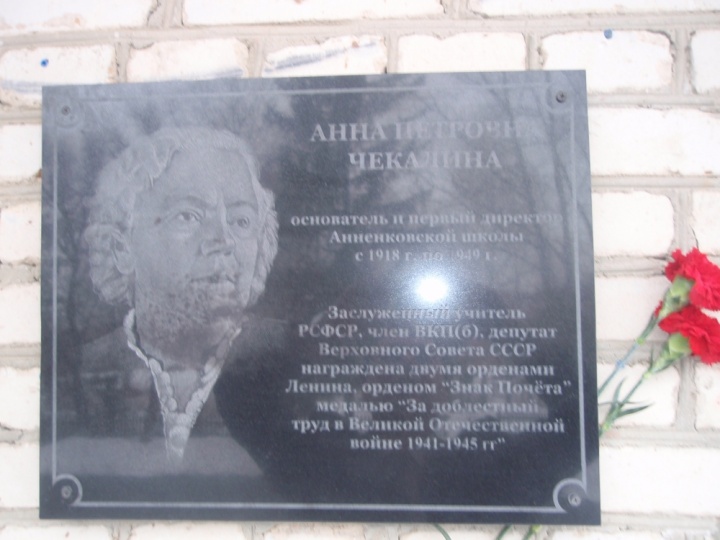 АННА ПЕТРОВНА
ЧЕКАЛИНА
основатель и первый директор
Анненковской школы
с 1918 г. по 1949 г.
Заслуженный учитель
РСФСР, член ВКП(б), депутат
Верховного Совета СССР
награждена двумя орденами
Ленина, орденом “Знак Почёта”
медалью “За доблестный
труд в Великой Отечественной
войне 1941-1945 гг”